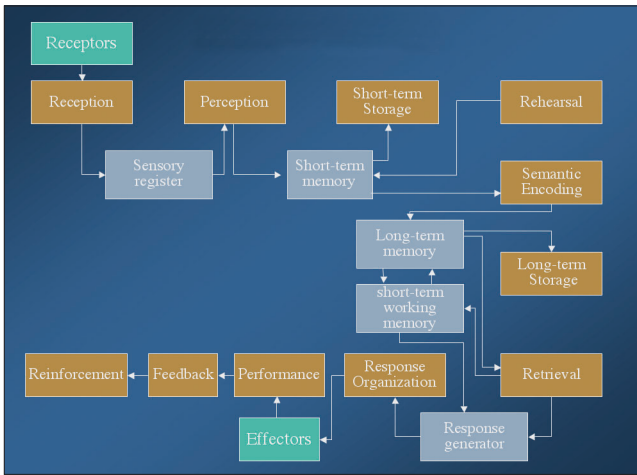 Receptors
Reception
Perception
Short-term
Storage
Rehearsal
Sensory
register
Short-term
memory
Semantic
Encoding
Long-term
memory
Long-term
Storage
short-term
working
memory
Reinforcement
Feedback
Performance
Response
Organization
Retrieval
Effectors
Response
generator